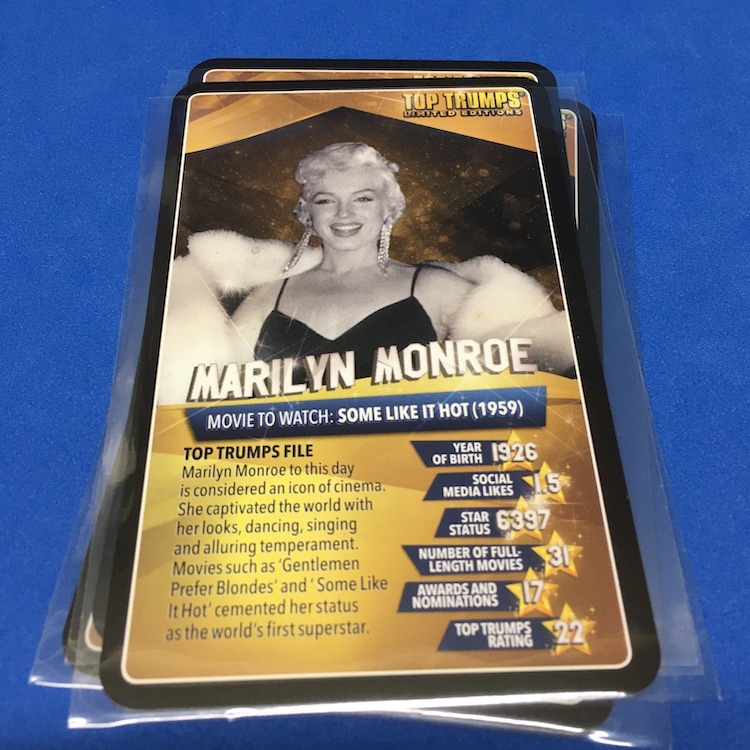 TOP TRUMPS
LIMITED EDITIONS
MARILYN MONROE
MOVIE TO WATCH: SOME LIKE IT HOT (1959)
TOP TRUMPS FILE
Marilyn Monroe to this day
is considered an icon of cinema.
She captivated the world with
her looks, dancing, singing
and alluring temperament.
Movies such as 'Gentlemen
Prefer Blondes' and ' Some Like
It Hot' cemented her status
as the world's first superstar.
YEAR
OF BIRTH 1926
SOCIAL
MEDIA LIKES 1.5
STAR
STATUS 6397
NUMBER OF FULL-
LENGTH MOVIES 31
AWARDS AND
NOMINATIONS 17
TOP TRUMPS
RATING 22